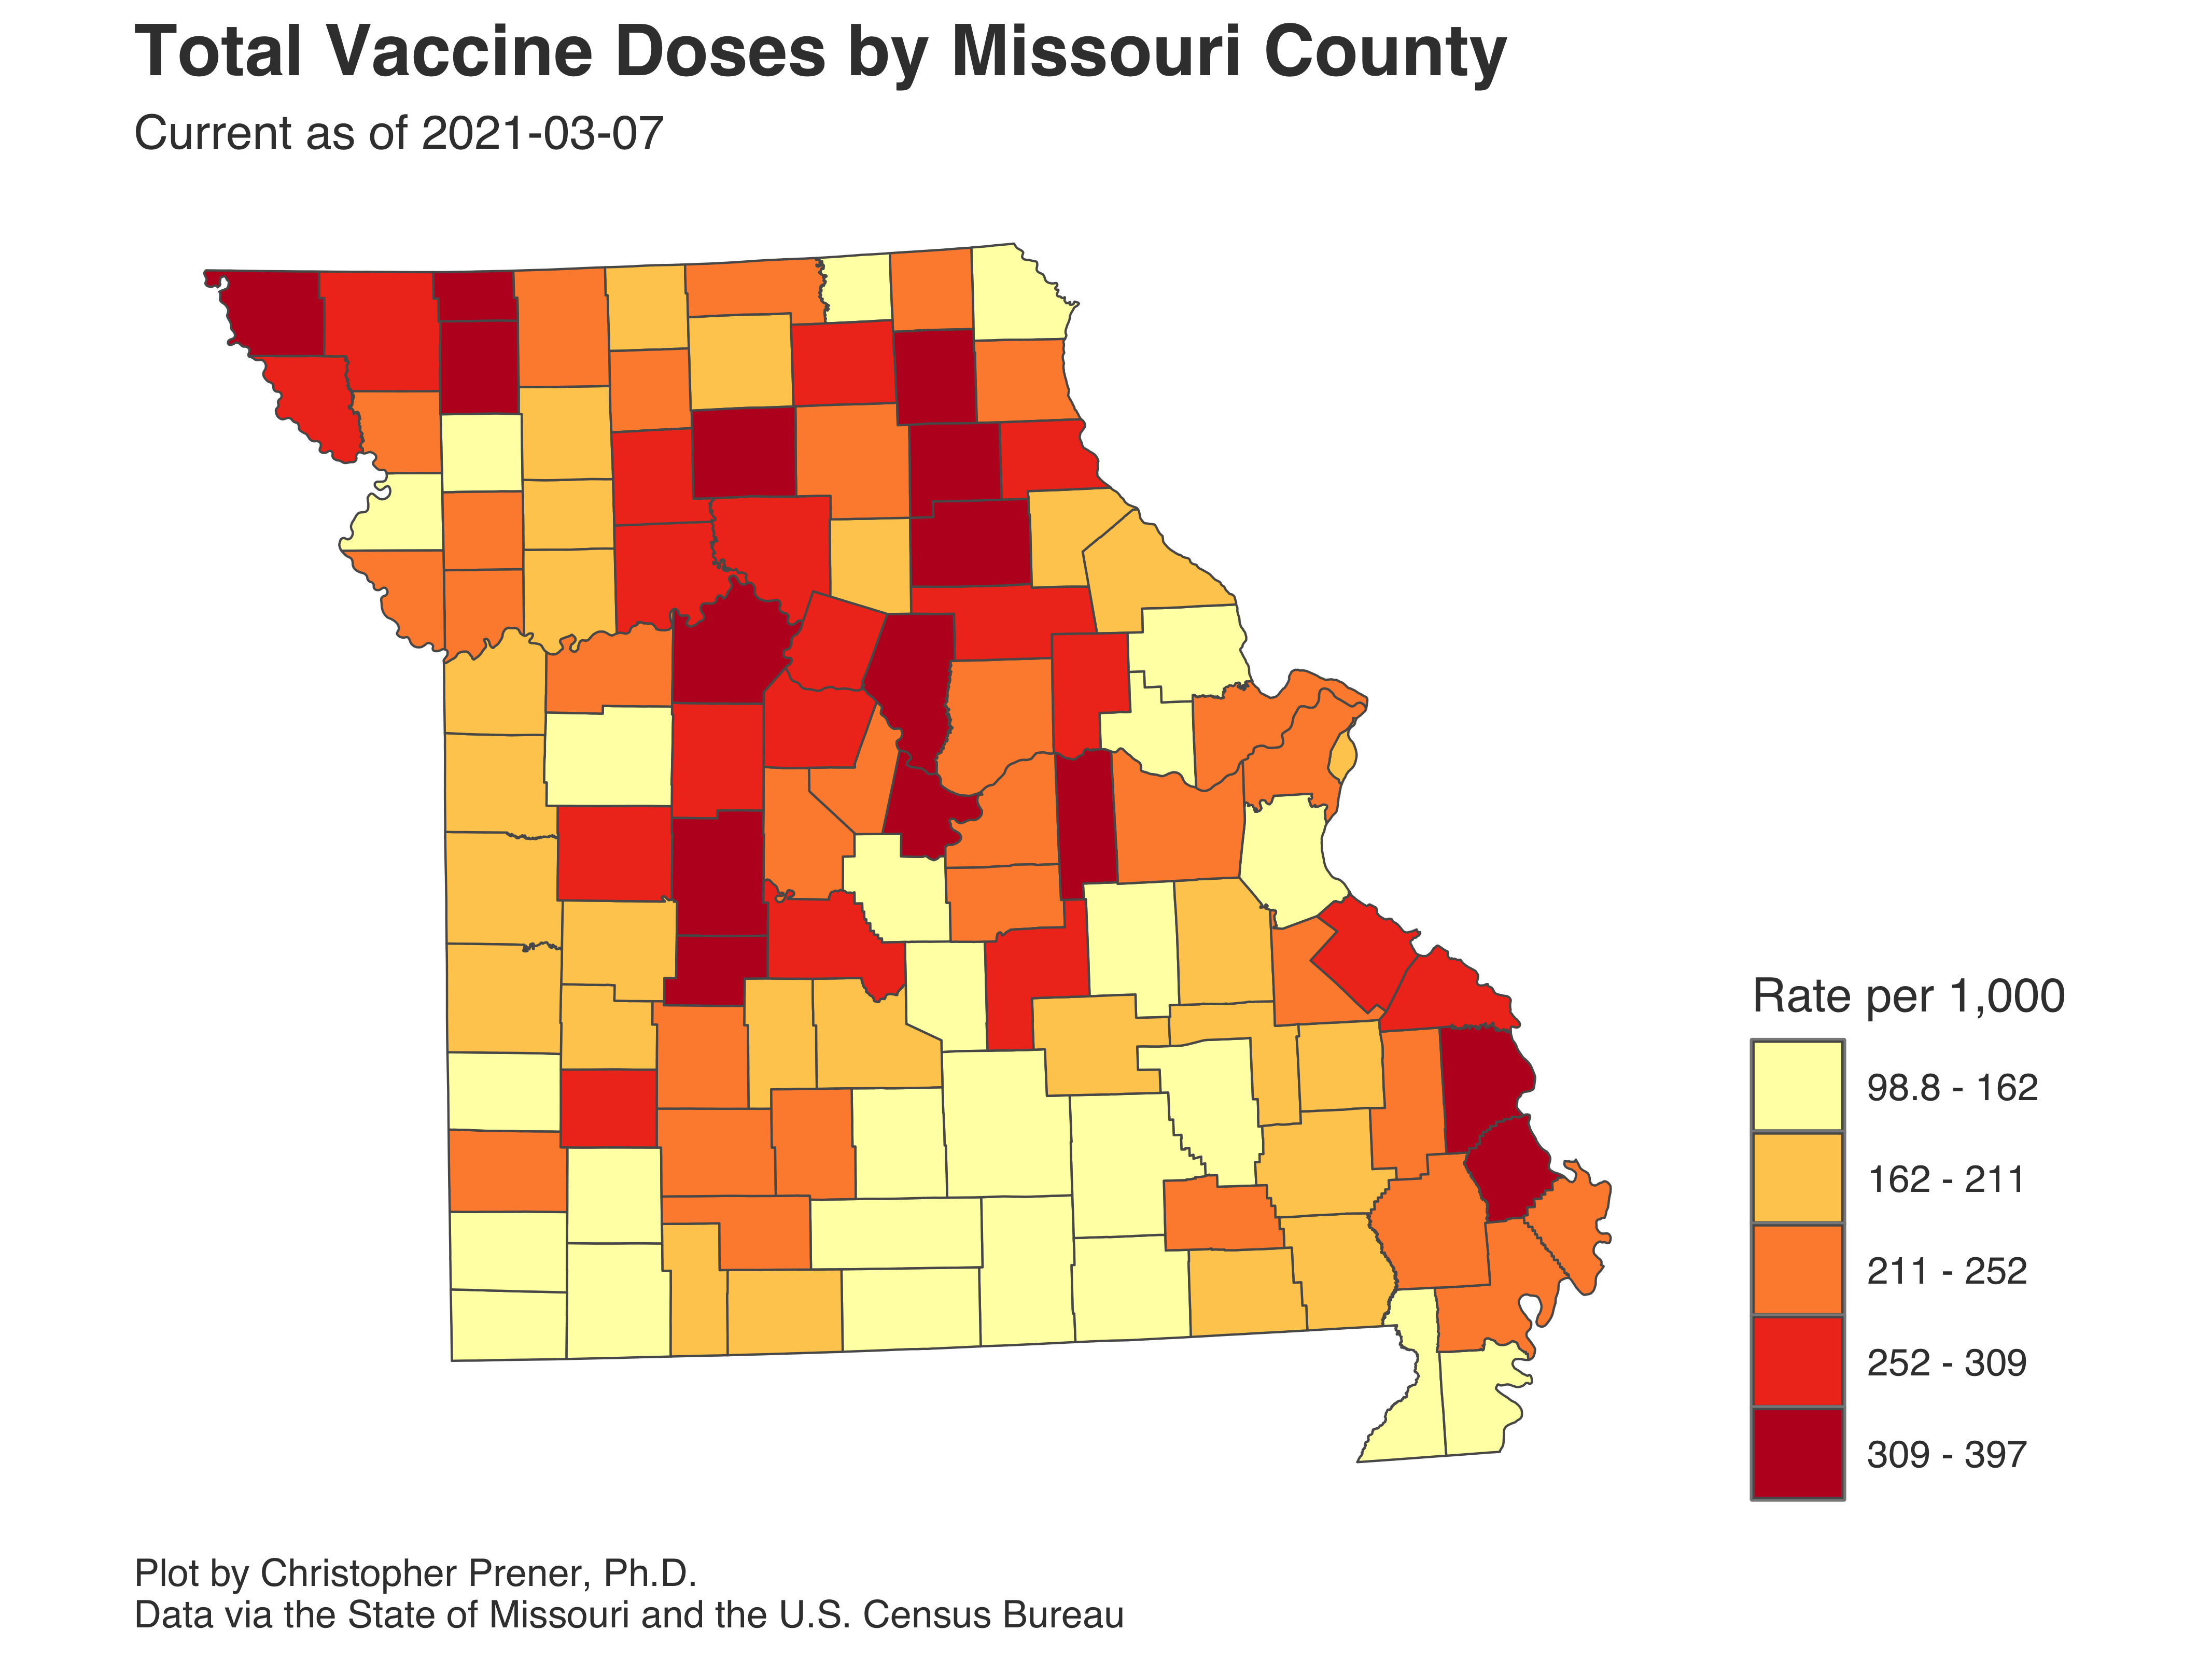 Total Vaccine Doses by Missouri County
Current as of 2021-03-07
Rate per 1,000
98.8 - 162
162 - 211
211 - 252
252 - 309
309 - 397
Plot by Christopher Prener, Ph.D.
Data via the State of Missouri and the U.S. Census Bureau